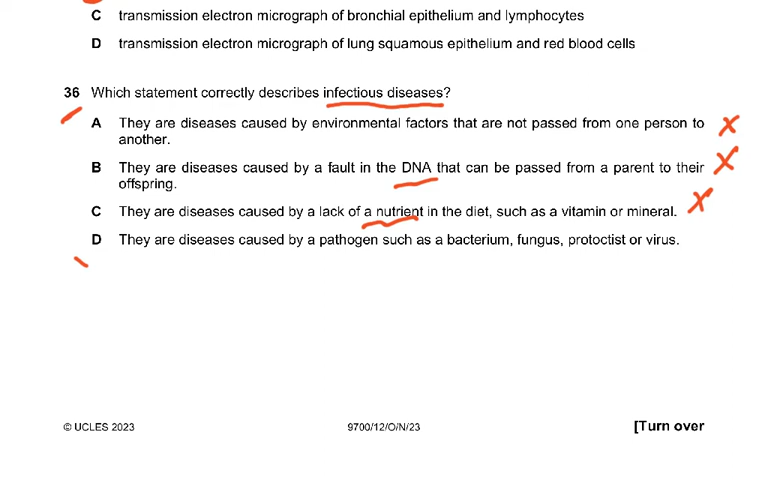 C transmission electron micrograph of bronchial epithelium and lymphocytes
D transmission electron micrograph of lung squamous epithelium and red blood cells
36 Which statement correctly describes infectious diseases?
A They are diseases caused by environmental factors that are not passed from one person to
another.
B They are diseases caused by a fault in the DNA that can be passed from a parent to their
offspring.
C They are diseases caused by a lack of a nutrient in the diet, such as a vitamin or mineral.
D They are diseases caused by a pathogen such as a bacterium, fungus, protoctist or virus.
© UCLES 2023 9700/12/O/N/23 [Turn over